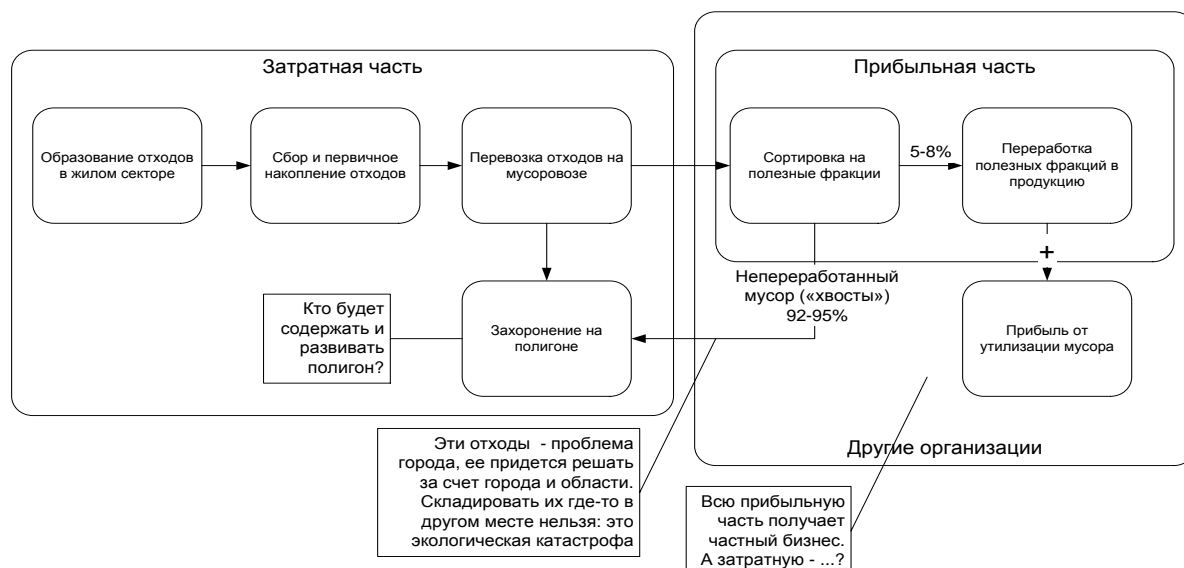 Затратная часть
Прибыльная часть
Образование отходов
в жилом секторе
Сбор и первичное
накопление отходов
Перевозка отходов на
мусоровозе
Сортировка на
полезные фракции
5-8%
Переработка
полезных фракций в
продукцию
+
Непереработанный
мусор («хвосты»)
92-95%
Кто будет
содержать и
развивать
полигон?
Захоронение на
полигоне
Прибыль от
утилизации мусора
Другие организации
Эти отходы - проблема
города, ее придется решать
за счет города и области.
Складировать их где-то в
другом месте нельзя: это
экологическая катастрофа
Всю прибыльную
часть получает
частный бизнес.
А затратную - ...?